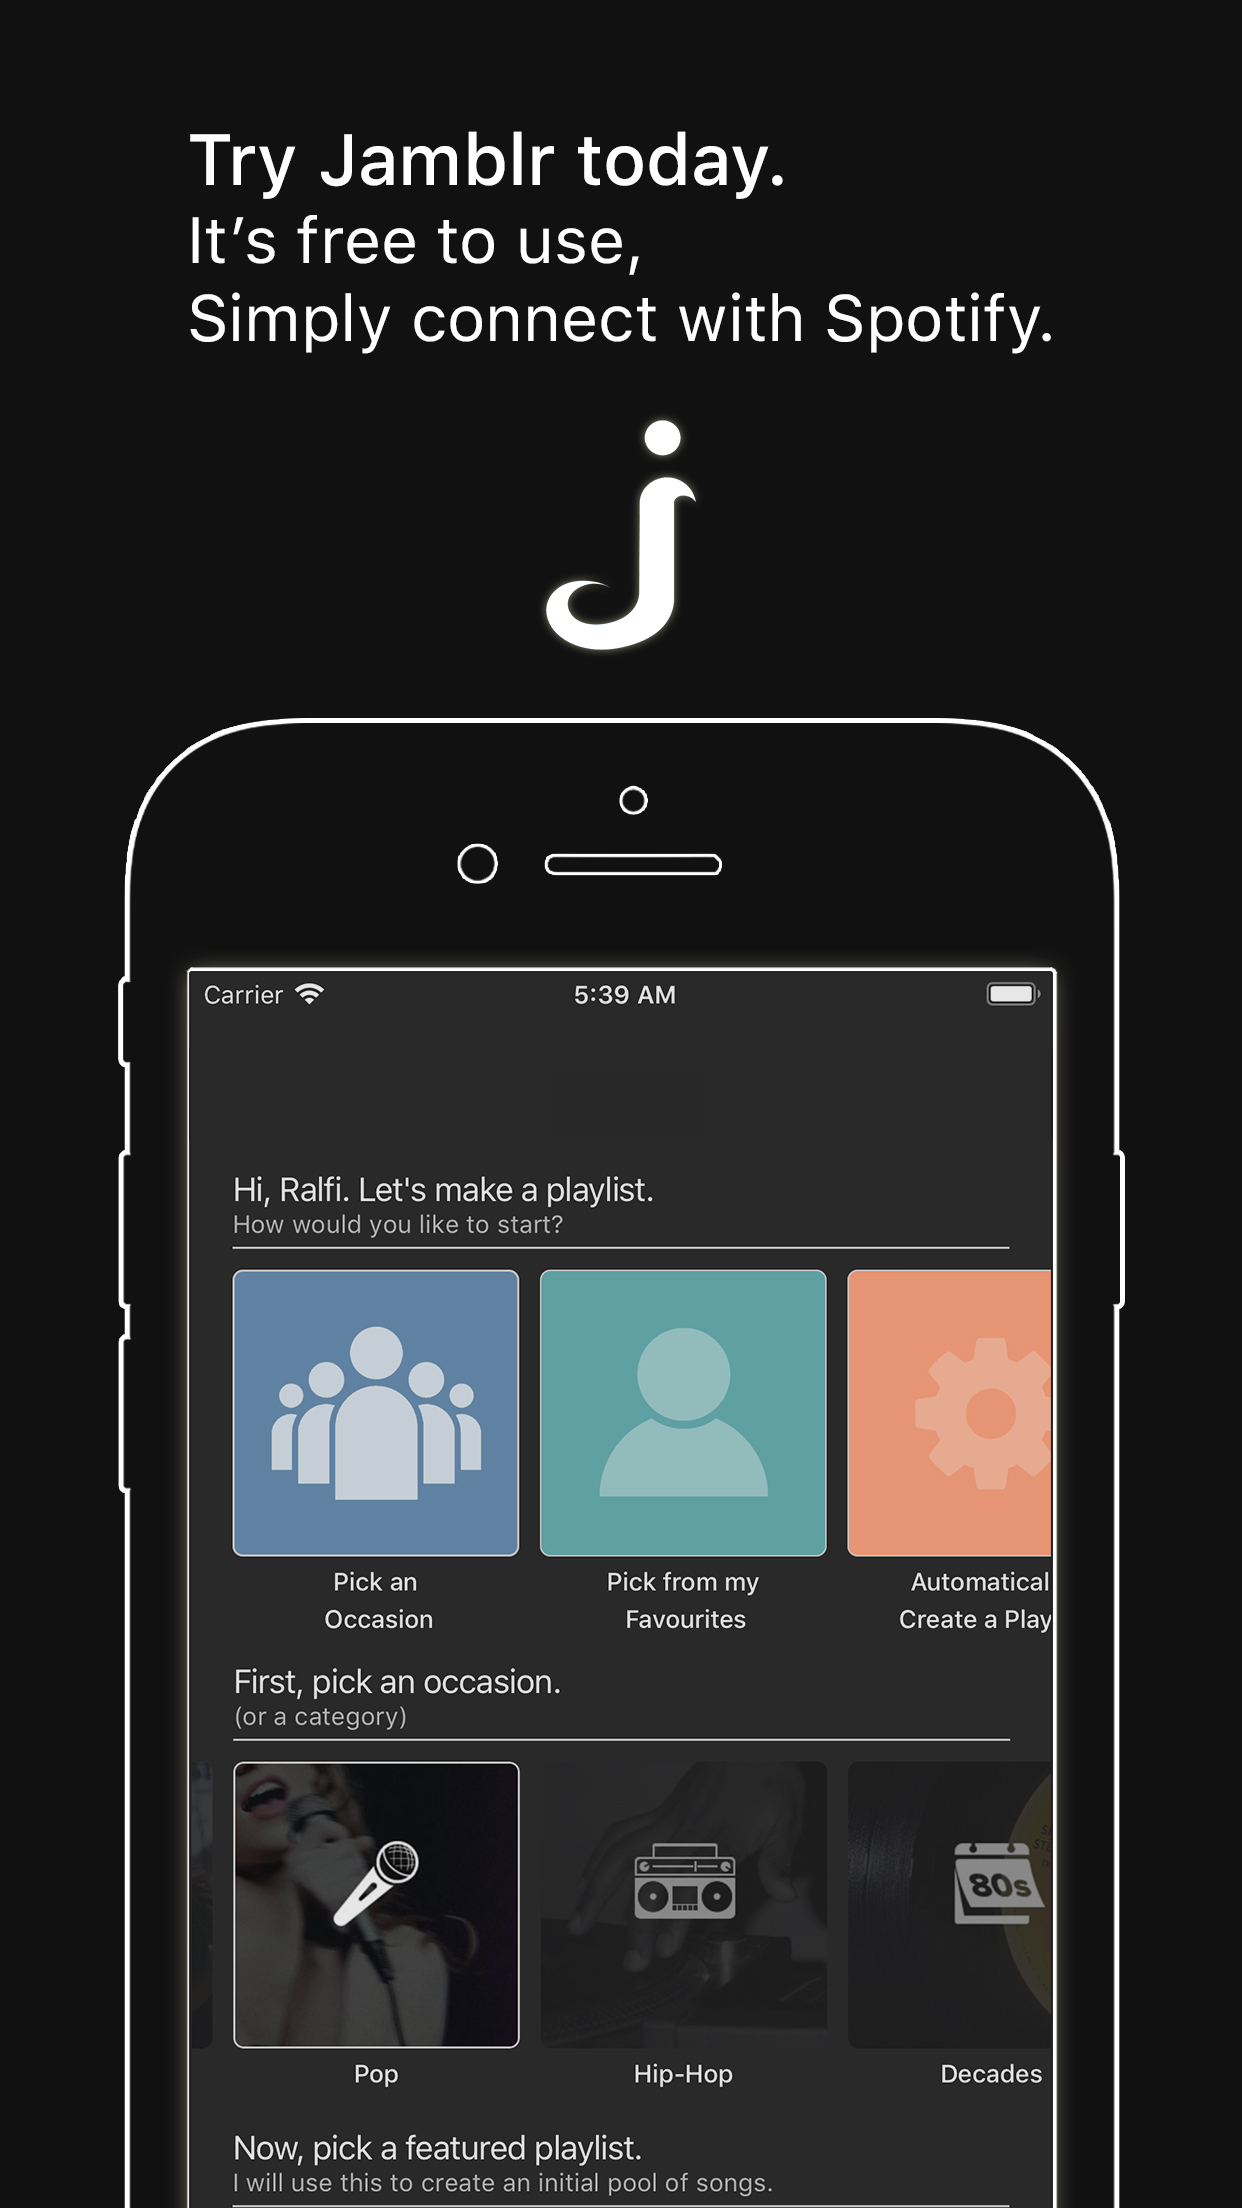 Try Jamblr today.
It’s free to use,
Simply connect with Spotify.
Carrier
5:39 AM
Hi, Ralfi. Let's make a playlist.
How would you like to start?
Pick an
Occasion
Pick from my
Favourites
Automatical
Create a Play
First, pick an occasion.
(or a category)
80s
Pop
Hip-Hop
Decades
Now, pick a featured playlist.
I will use this to create an initial pool of songs.